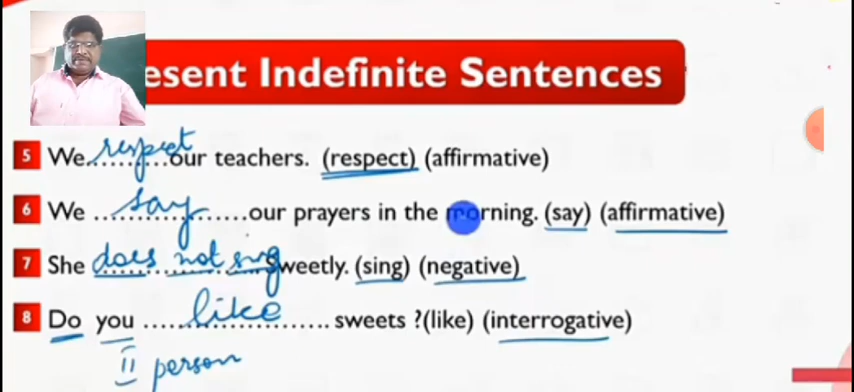 esent Indefinite Sentences
5 We respect our teachers. (respect) (affirmative)
6 We say our prayers in the morning. (say) (affirmative)
7 She does not sing sweetly. (sing) (negative)
8 Do you like sweets ?(like) (interrogative)
II person